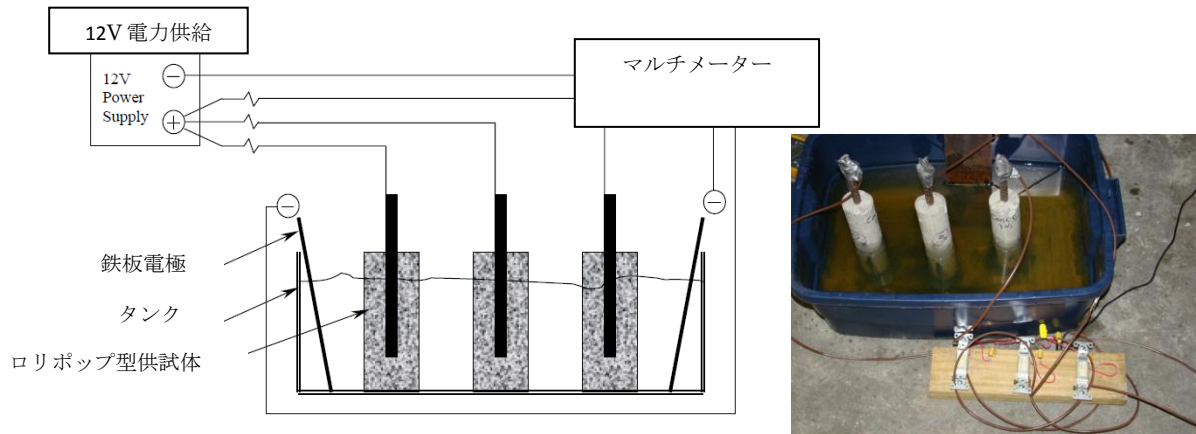 12V 電力供給
12V
Power
Supply
−
+
マルチメーター
−
−
鉄板電極
タンク
ロリポップ型供試体